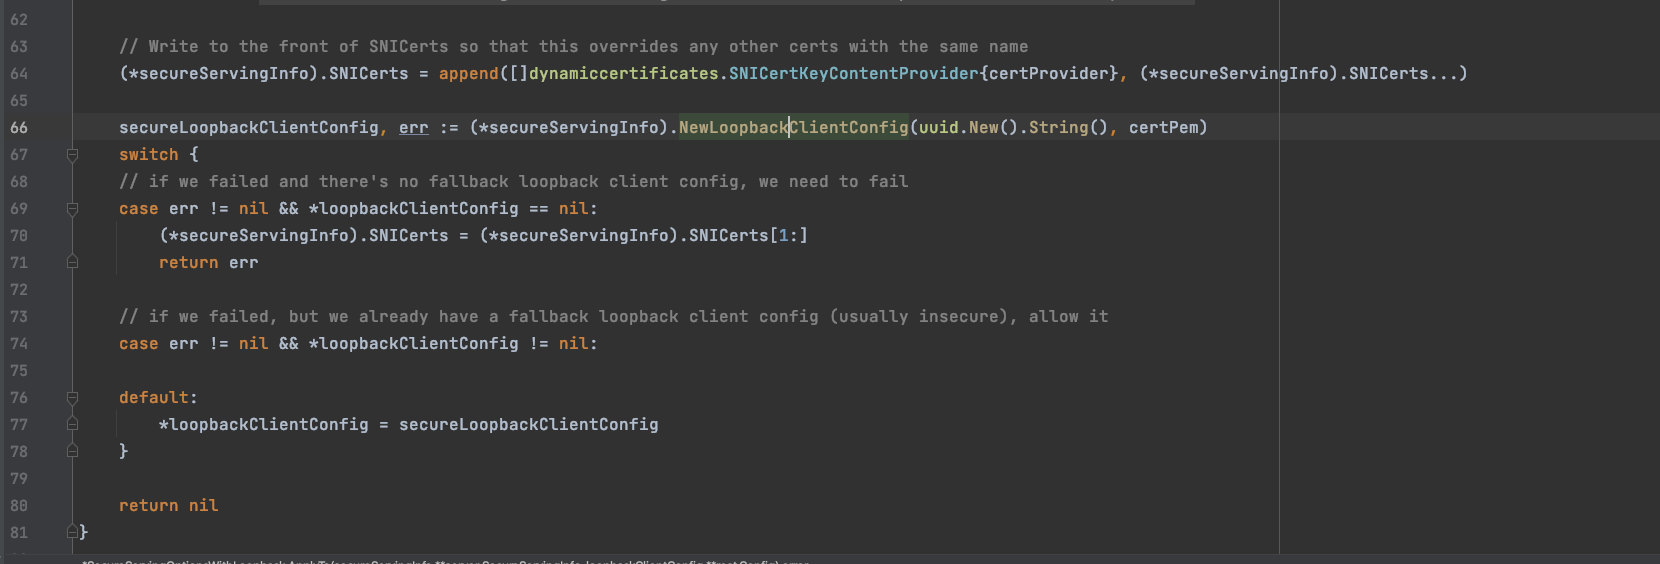 62
63 // Write to the front of SNICerts so that this overrides any other certs with the same name
64 (*secureServingInfo).SNICerts = append([]dynamiccertificates.SNICertKeyContentProvider{certProvider}, (*secureServingInfo).SNICerts...)
65
66 secureLoopbackClientConfig, err := (*secureServingInfo).NewLoopbackClientConfig(uuid.New().String(), certPem)
67 switch {
68 // if we failed and there's no fallback loopback client config, we need to fail
69 case err != nil && *loopbackClientConfig == nil:
70 (*secureServingInfo).SNICerts = (*secureServingInfo).SNICerts[1:]
71 return err
72
73 // if we failed, but we already have a fallback loopback client config (usually insecure), allow it
74 case err != nil && *loopbackClientConfig != nil:
75
76 default:
77 *loopbackClientConfig = secureLoopbackClientConfig
78 }
79
80 return nil
81 }